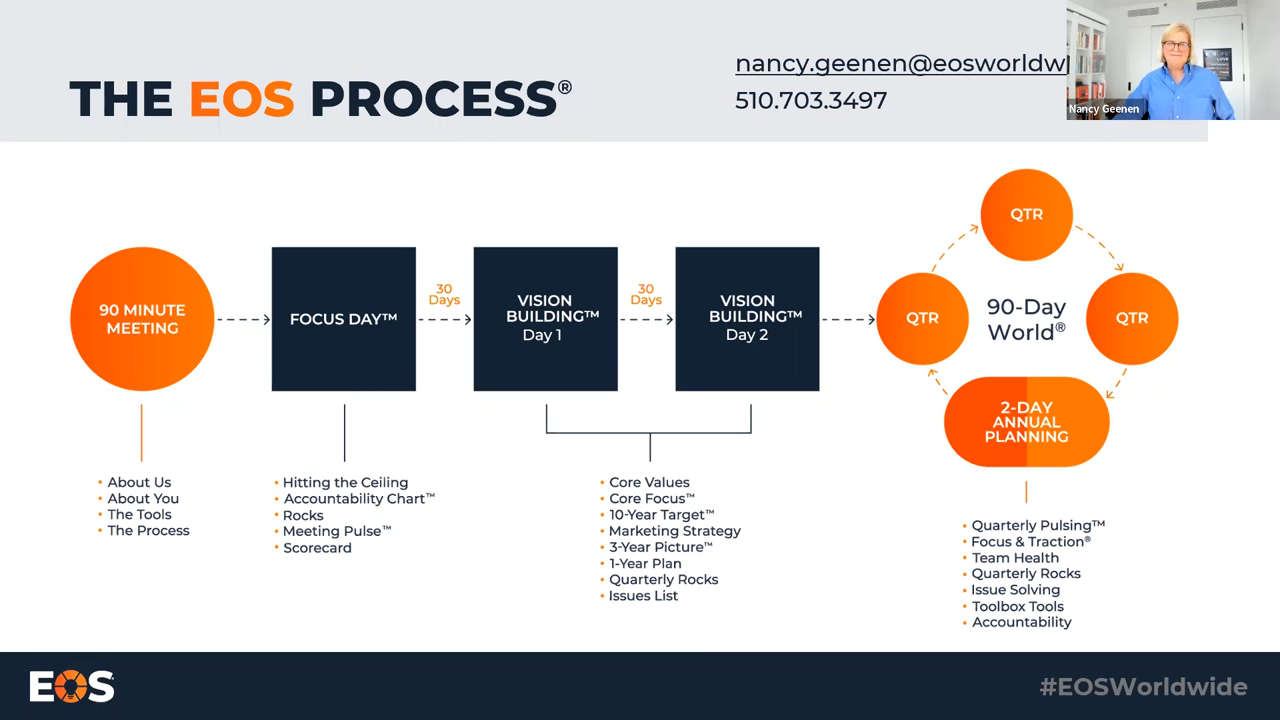 THE EOS PROCESS®
nancy.geenen@eosworldwi
510.703.3497
Nancy Geenen
90 MINUTE
MEETING
FOCUS DAY™
30
Days
VISION
BUILDING™
Day 1
30
Days
VISION
BUILDING™
Day 2
QTR
QTR
90-Day
World®
QTR
2-DAY
ANNUAL
PLANNING
• About Us
• About You
• The Tools
• The Process
• Hitting the Ceiling
• Accountability Chart™
• Rocks
• Meeting Pulse™
• Scorecard
• Core Values
• Core Focus™
• 10-Year Target™
• Marketing Strategy
• 3-Year Picture™
• 1-Year Plan
• Quarterly Rocks
• Issues List
• Quarterly Pulsing™
• Focus & Traction®
• Team Health
• Quarterly Rocks
• Issue Solving
• Toolbox Tools
• Accountability
EOS
#EOSWorldwide